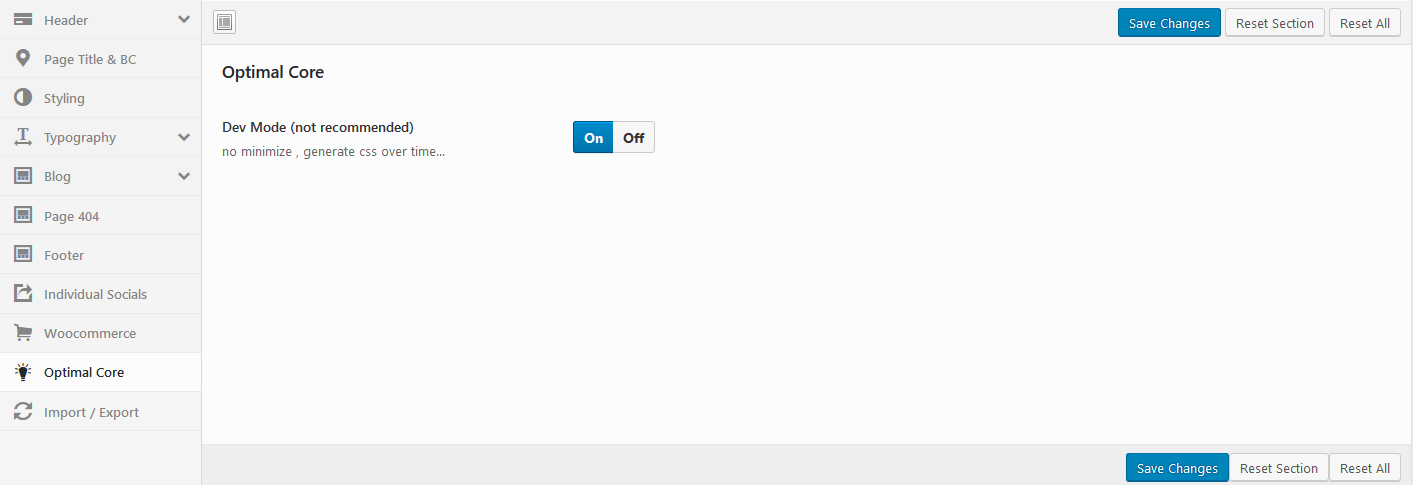 Header
Page Title & BC
Styling
Typography
Blog
Page 404
Footer
Individual Socials
Woocommerce
Optimal Core
Import / Export
Save Changes Reset Section Reset All
Optimal Core
Dev Mode (not recommended) On Off
no minimize , generate css over time...
Save Changes Reset Section Reset All